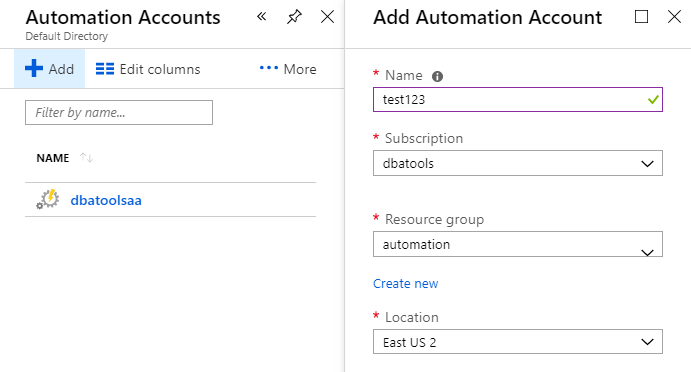 Automation Accounts
Default Directory
Add
Edit columns
More
Filter by name...
NAME
dbatoolsaa
Add Automation Account
* Name
test123
* Subscription
dbatools
* Resource group
automation
Create new
* Location
East US 2